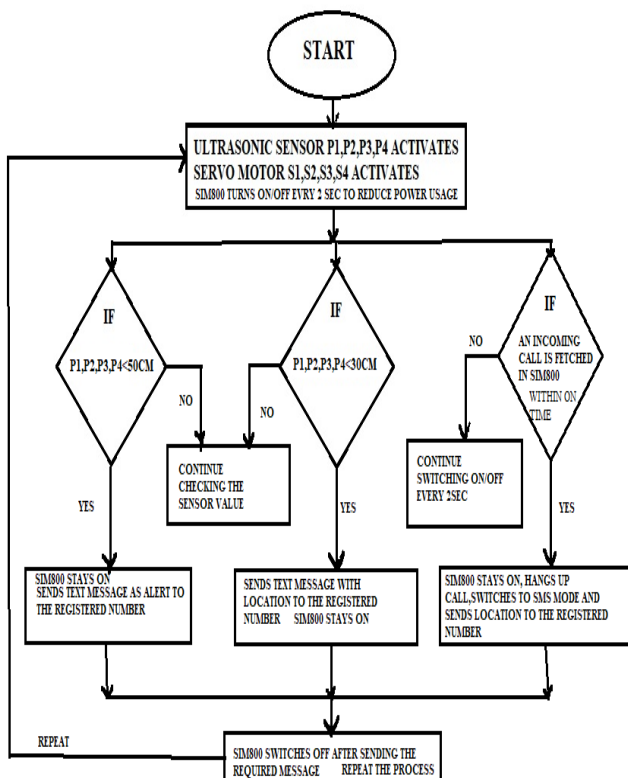 START
ULTRASONIC SENSOR P1,P2,P3,P4 ACTIVATES
SERVO MOTOR S1,S2,S3,S4 ACTIVATES
SIM800 TURNS ON/OFF EVRY 2 SEC TO REDUCE POWER USAGE
IF
P1,P2,P3,P4<50CM
NO
YES
IF
P1,P2,P3,P4<30CM
NO
YES
IF
AN INCOMING
CALL IS FETCHED
IN SIM800
WITHIN ON
TIME
NO
YES
CONTINUE
CHECKING THE
SENSOR VALUE
CONTINUE
SWITCHING ON/OFF
EVERY 2SEC
SIM800 STAYS ON
SENDS TEXT MESSAGE AS ALERT TO
THE REGISTERED NUMBER
SENDS TEXT MESSAGE WITH
LOCATION TO THE REGISTERED
NUMBER SIM800 STAYS ON
SIM800 STAYS ON, HANGS UP
CALL,SWITCHES TO SMS MODE AND
SENDS LOCATION TO THE REGISTERED
NUMBER
REPEAT
SIM800 SWITCHES OFF AFTER SENDING THE
REQUIRED MESSAGE REPEAT THE PROCESS